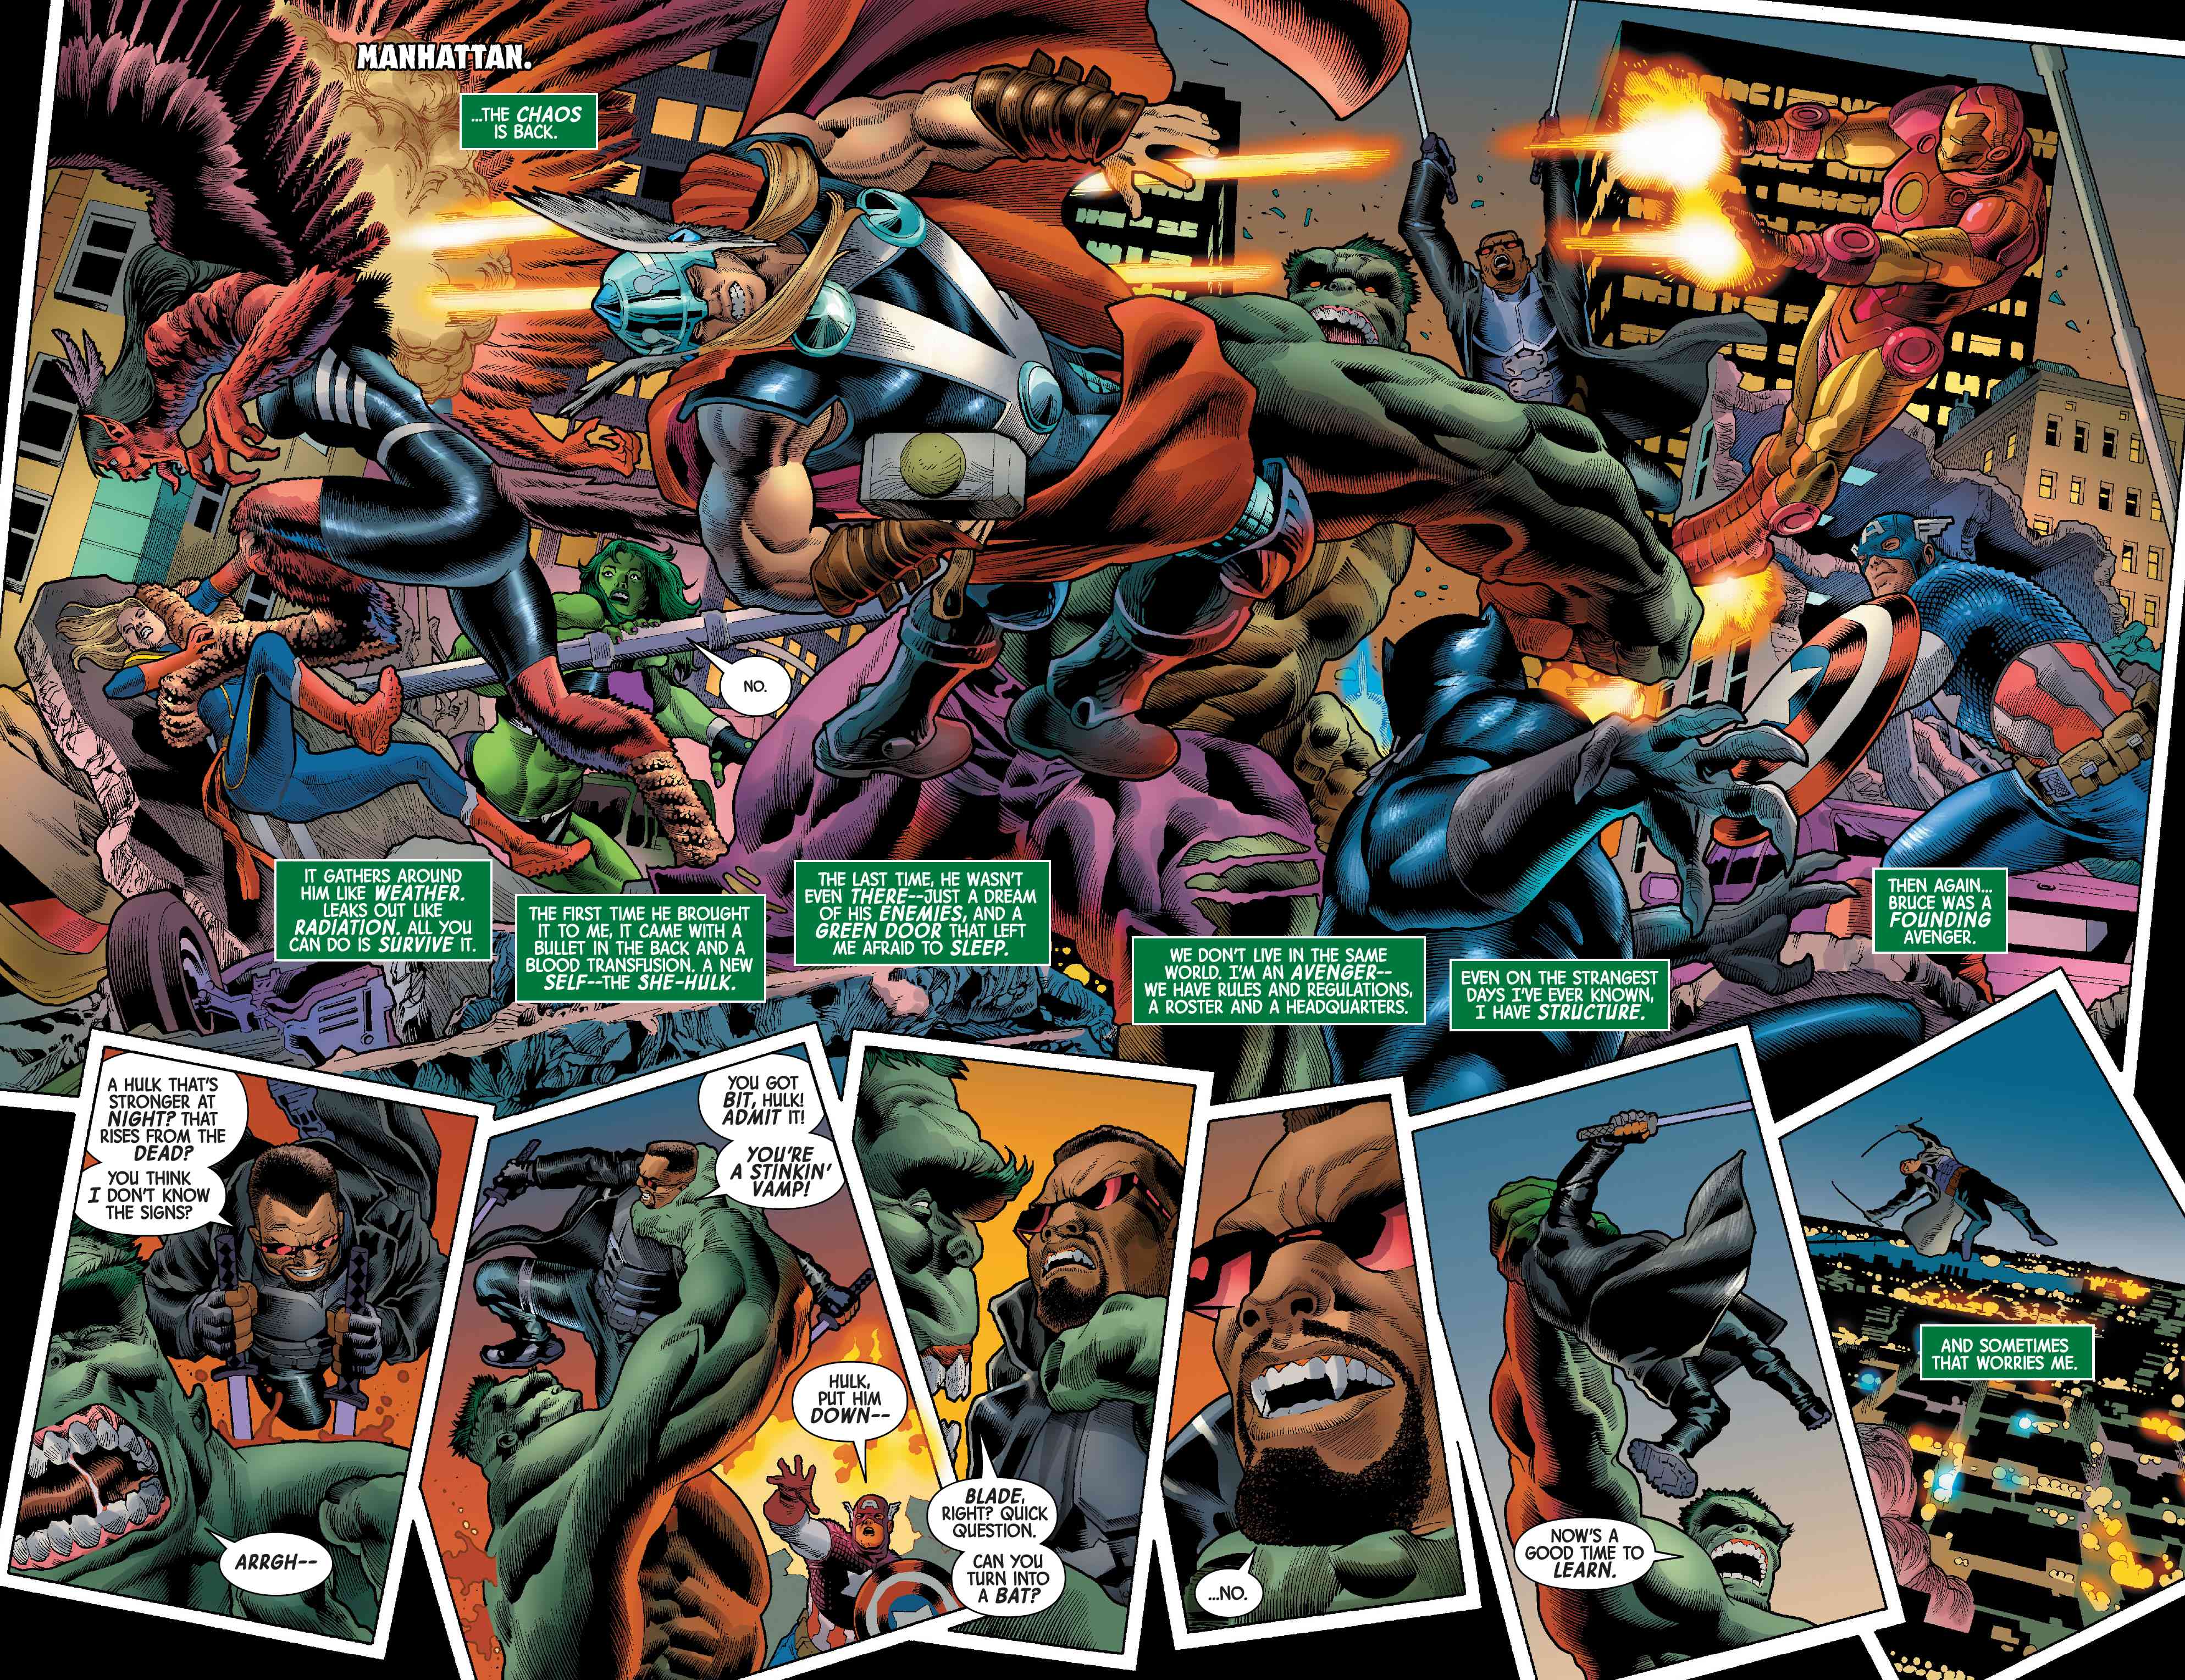 MANHATTAN.
...THE CHAOS
IS BACK.
NO.
IT GATHERS AROUND
HIM LIKE WEATHER.
LEAKS OUT LIKE
RADIATION. ALL YOU
CAN DO IS SURVIVE IT.
THE FIRST TIME HE BROUGHT
IT TO ME, IT CAME WITH A
BULLET IN THE BACK AND A
BLOOD TRANSFUSION. A NEW
SELF--THE SHE-HULK.
THE LAST TIME, HE WASN'T
EVEN THERE--JUST A DREAM
OF HIS ENEMIES, AND A
GREEN DOOR THAT LEFT
ME AFRAID TO SLEEP.
WE DON'T LIVE IN THE SAME
WORLD. I'M AN AVENGER--
WE HAVE RULES AND REGULATIONS,
A ROSTER AND A HEADQUARTERS.
EVEN ON THE STRANGEST
DAYS I'VE EVER KNOWN,
I HAVE STRUCTURE.
THEN AGAIN...
BRUCE WAS A
FOUNDING
AVENGER.
A HULK THAT'S
STRONGER AT
NIGHT? THAT
RISES FROM THE
DEAD?
YOU THINK
I DON'T KNOW
THE SIGNS?
ARRGH--
YOU GOT
BIT, HULK!
ADMIT IT!
YOU'RE
A STINKIN'
VAMP!
HULK,
PUT HIM
DOWN--
BLADE,
RIGHT? QUICK
QUESTION.
CAN YOU
TURN INTO
A BAT?
...NO.
NOW'S A
GOOD TIME TO
LEARN.
AND SOMETIMES
THAT WORRIES ME.